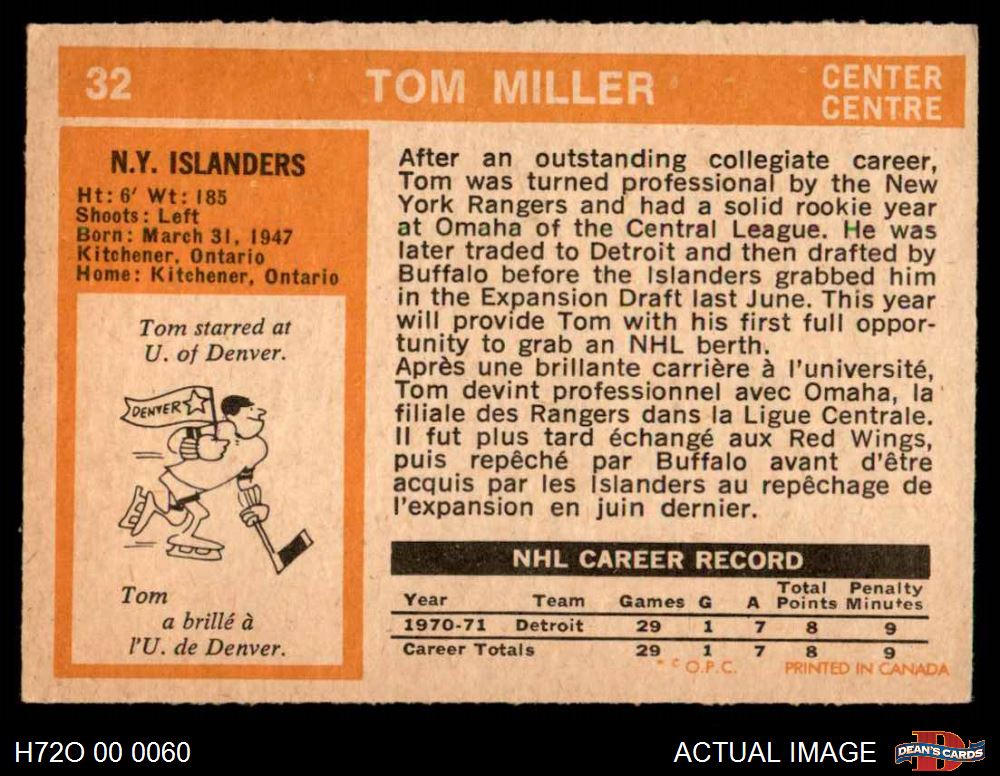 32
TOM MILLER
CENTER
CENTRE
N.Y. ISLANDERS
Ht: 6' Wt: 185
Shoots: Left
Born: March 31, 1947
Kitchener, Ontario
Home: Kitchener, Ontario
Tom starred at
U. of Denver.
DENVER
Tom
a brillé à
l'U. de Denver.
After an outstanding collegiate career,
Tom was turned professional by the New
York Rangers and had a solid rookie year
at Omaha of the Central League. He was
later traded to Detroit and then drafted by
Buffalo before the Islanders grabbed him
in the Expansion Draft last June. This year
will provide Tom with his first full oppor-
tunity to grab an NHL berth.
Après une brillante carrière à l'université,
Tom devint professionnel avec Omaha, la
filiale des Rangers dans la Ligue Centrale.
Il fut plus tard échangé aux Red Wings,
puis repêché par Buffalo avant d'être
acquis par les Islanders au repêchage de
l'expansion en juin dernier.
NHL CAREER RECORD
Year Team Games G A Total Points Penalty Minutes
1970-71 Detroit 29 1 7 8 9
Career Totals 29 1 7 8 9
* © O.P.C. PRINTED IN CANADA
H72O 00 0060
ACTUAL IMAGE
D
DEAN'S CARDS